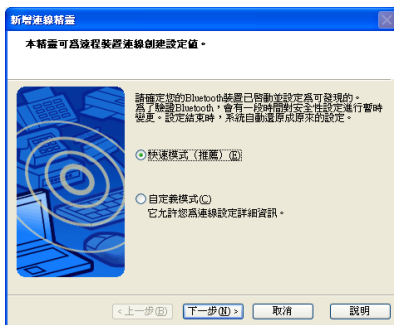 新增連線精靈
本精靈可爲遠程裝置連線創建設定值。
請確定您的Bluetooth裝置已啓動並設定爲可發現的。
爲了驗證Bluetooth，會有一段時間對安全性設定進行暫時
變更。設定結束時，系統自動還原成原來的設定。
快速模式（推薦）(E)
自定義模式(C)
它允許您爲連線設定詳細資訊。
<上一步(B) 下一步(N)> 取消 說明